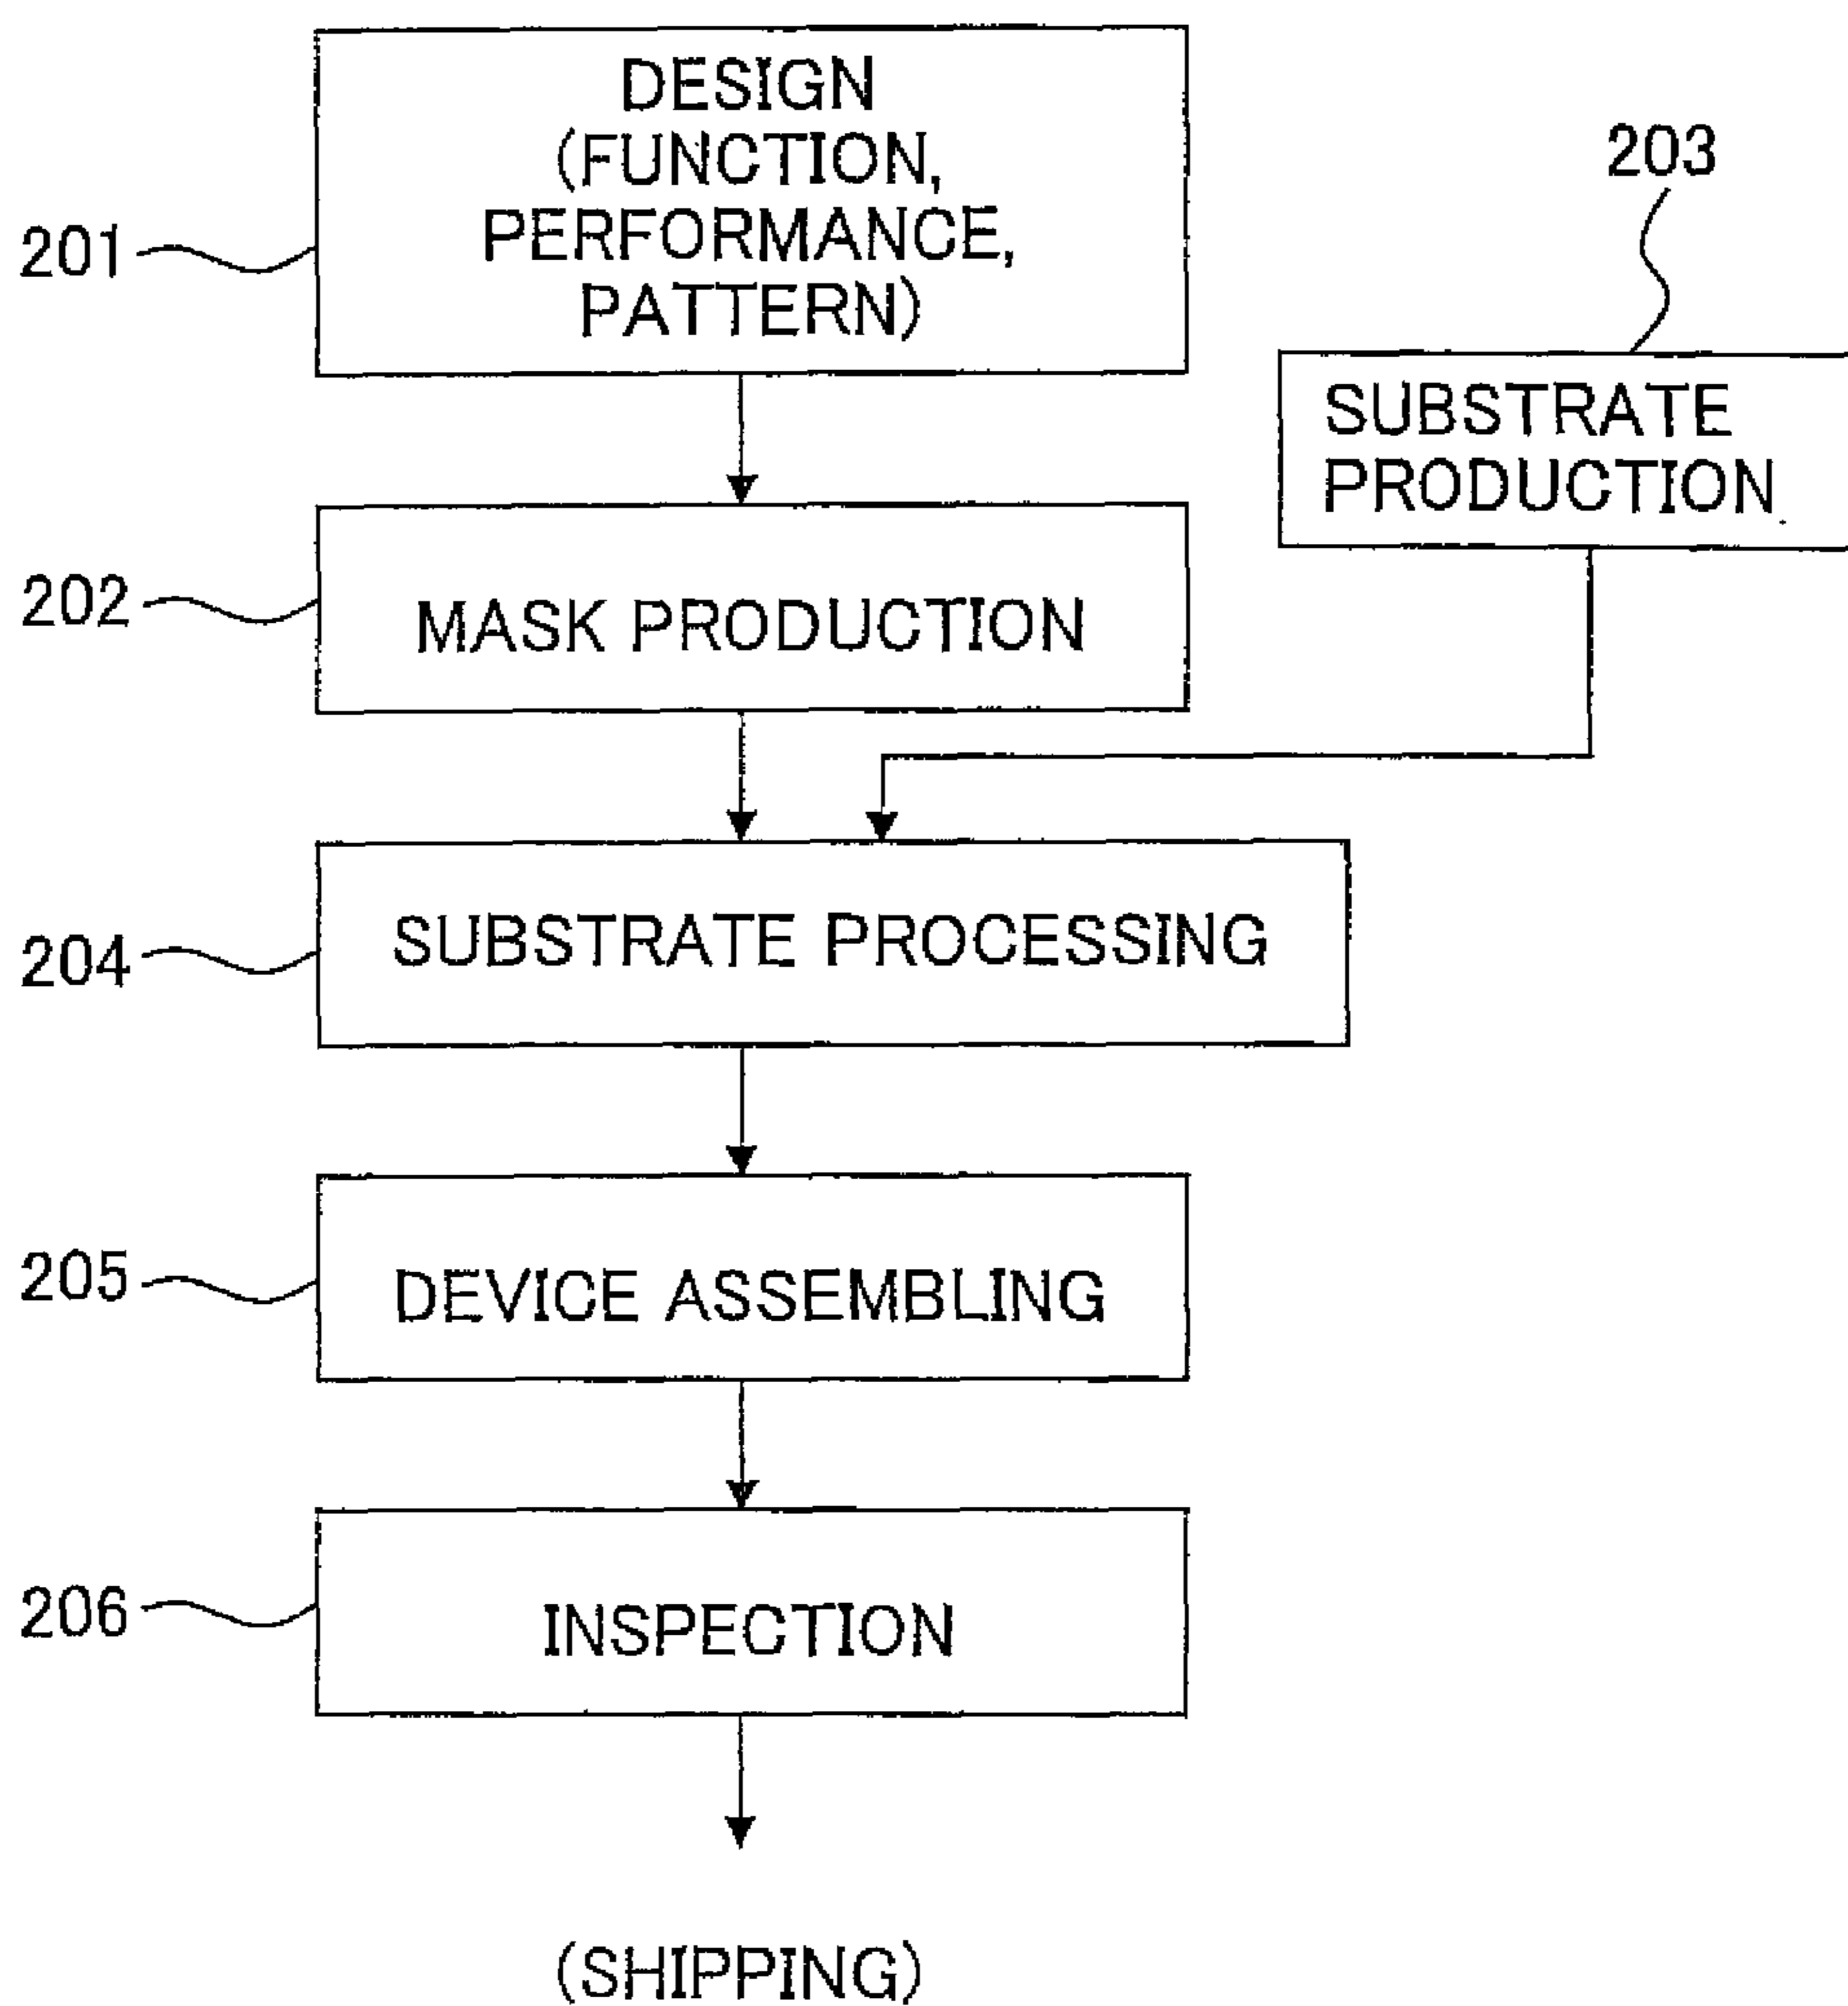 DESIGN
(FUNCTION,
PERFORMANCE,
PATTERN)
201
203
SUBSTRATE
PRODUCTION
202
MASK PRODUCTION
204
SUBSTRATE PROCESSING
205
DEVICE ASSEMBLING
206
INSPECTION
(SHIPPING)